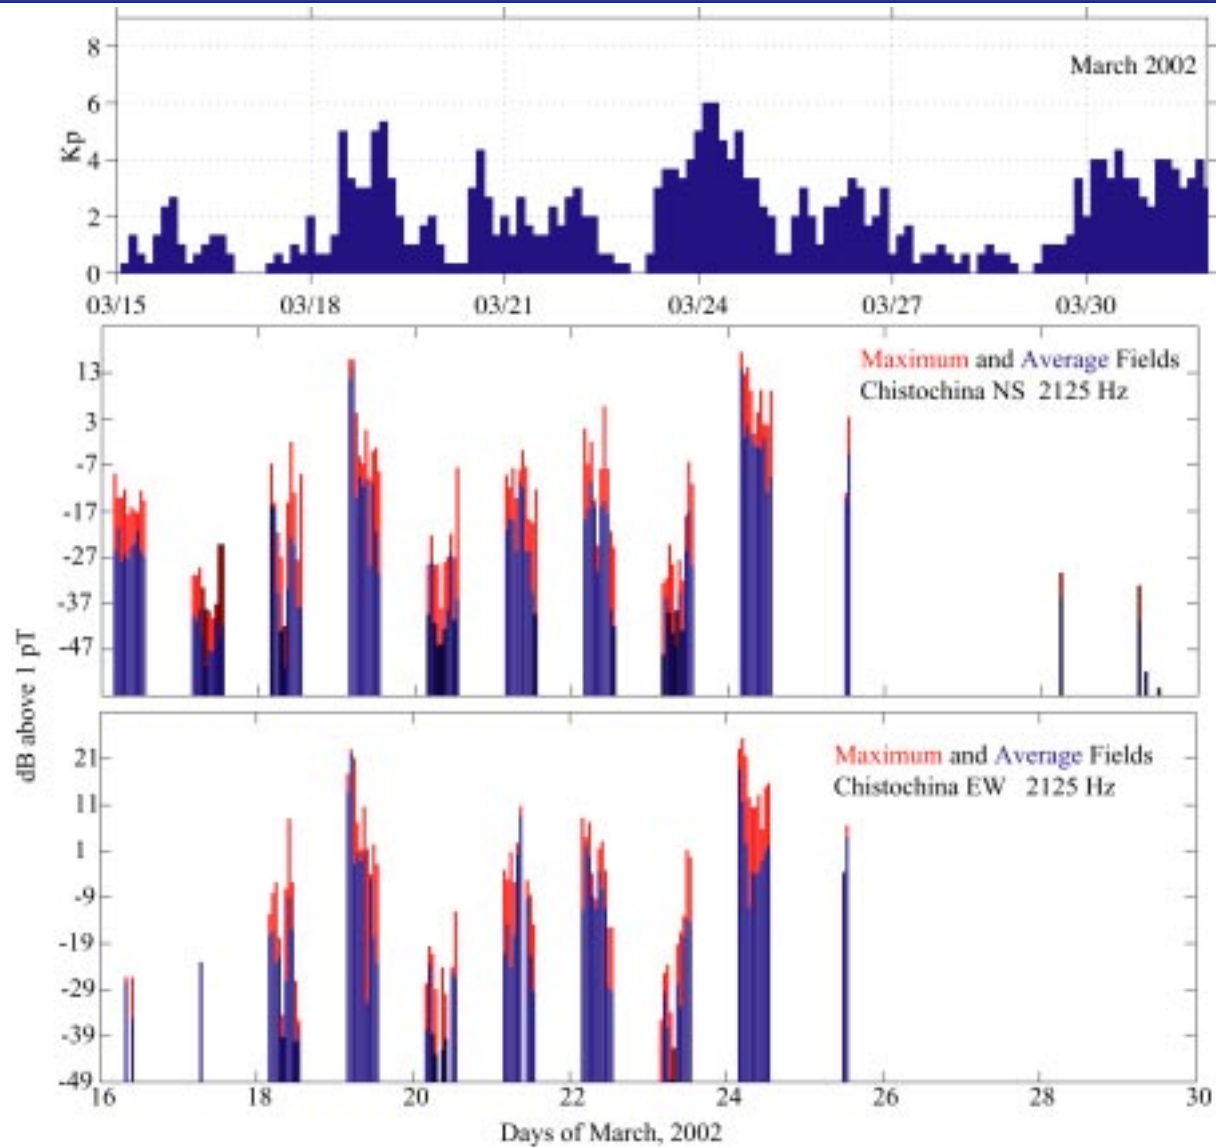 March 2002
Kp
8
6
4
2
0
03/15 03/18 03/21 03/24 03/27 03/30
Maximum and Average Fields
Chistochina NS 2125 Hz
13
3
-7
-17
-27
-37
-47
dB above 1 pT
Maximum and Average Fields
Chistochina EW 2125 Hz
21
11
1
-9
-19
-29
-39
-49
16 18 20 22 24 26 28 30
Days of March, 2002